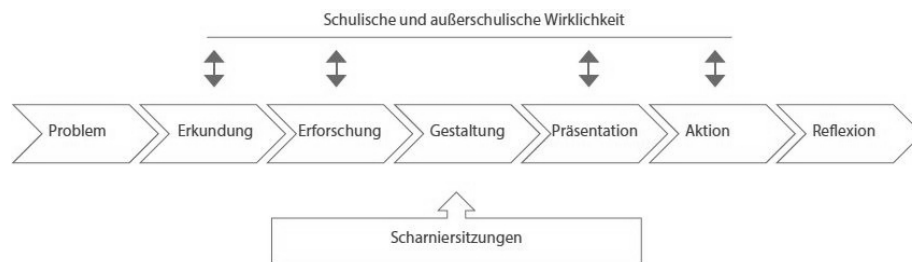 Schulische und außerschulische Wirklichkeit
Problem
Erkundung
Erforschung
Gestaltung
Präsentation
Aktion
Reflexion
Scharniersitzungen